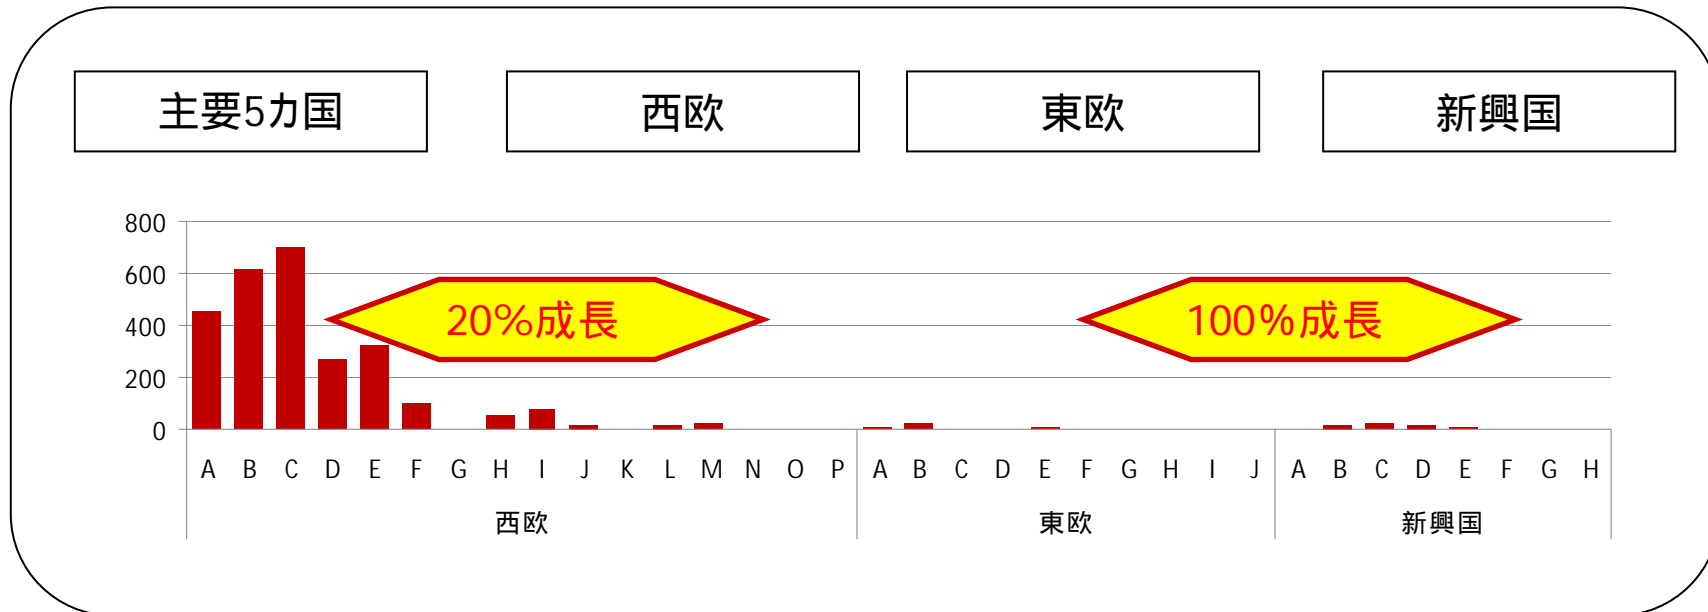 主要5カ国 西欧 東欧 新興国
800
600
400
200
0
20%成長 100%成長
A B C D E F G H I J K L M N O P A B C D E F G H I J A B C D E F G H
西欧 東欧 新興国